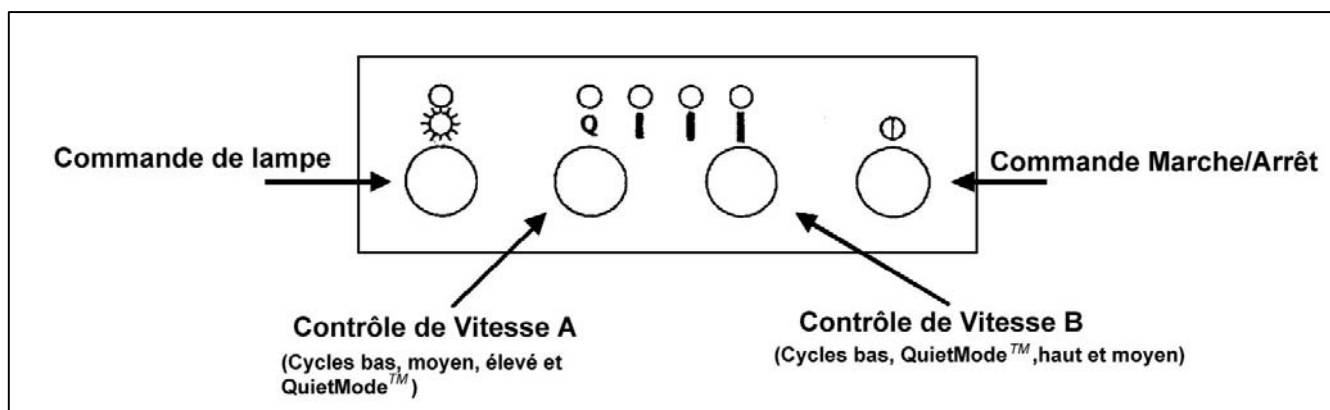 Q
Commande de lampe
Commande Marche/Arrêt
Contrôle de Vitesse A
(Cycles bas, moyen, élevé et
QuietMode™)
Contrôle de Vitesse B
(Cycles bas, QuietMode™,haut et moyen)